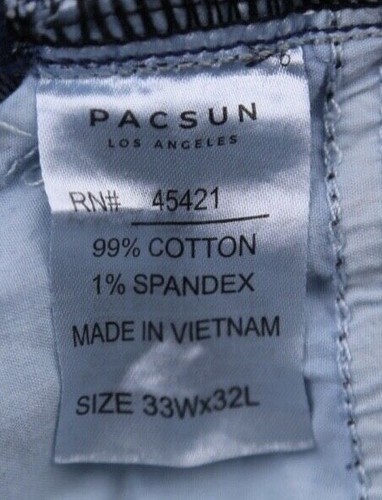 PACSUN
LOS ANGELES
RN# 45421
99% COTTON
1% SPANDEX
MADE IN VIETNAM
SIZE 33Wx32L